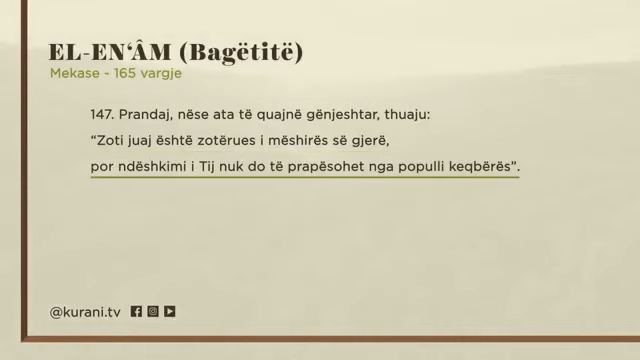 EL-EN‘ÂM (Bagëtitë)
Mekase - 165 vargje
147. Prandaj, nëse ata të quajnë gënjeshtar, thuaju:
“Zoti juaj është zotërues i mëshirës së gjerë,
por ndëshkimi i Tij nuk do të prapësohet nga populli keqbërës”.
@kurani.tv